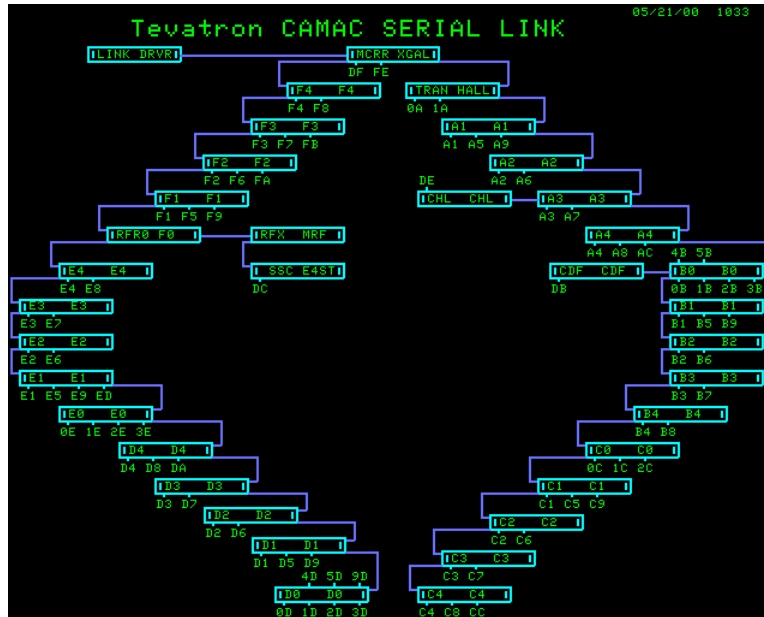 05/21/00 1033
Tevatron CAMAC SERIAL LINK
LINK DRVR
MCRR XGAL
DF FE
F4 F4
F4 F8
TRAN HALL
0A 1A
F3 F3
F3 F7 FB
A1 A1
A1 A5 A9
F2 F2
F2 F6 FA
A2 A2
A2 A6
DE
F1 F1
F1 F5 F9
CHL CHL
A3 A3
A3 A7
RFR0 F0
RFX MRF
A4 A4
A4 A8 AC
4B 5B
E4 E4
E4 E8
SSC E4ST
DC
CDF CDF
DB
B0 B0
0B 1B 2B 3B
E3 E3
E3 E7
B1 B1
B1 B5 B9
E2 E2
E2 E6
B2 B2
B2 B6
E1 E1
E1 E5 E9 ED
B3 B3
B3 B7
E0 E0
0E 1E 2E 3E
B4 B4
B4 B8
D4 D4
D4 D8 DA
C0 C0
0C 1C 2C
D3 D3
D3 D7
C1 C1
C1 C5 C9
D2 D2
D2 D6
C2 C2
C2 C6
D1 D1
D1 D5 D9
C3 C3
C3 C7
4D 5D 9D
D0 D0
0D 1D 2D 3D
C4 C4
C4 C8 CC